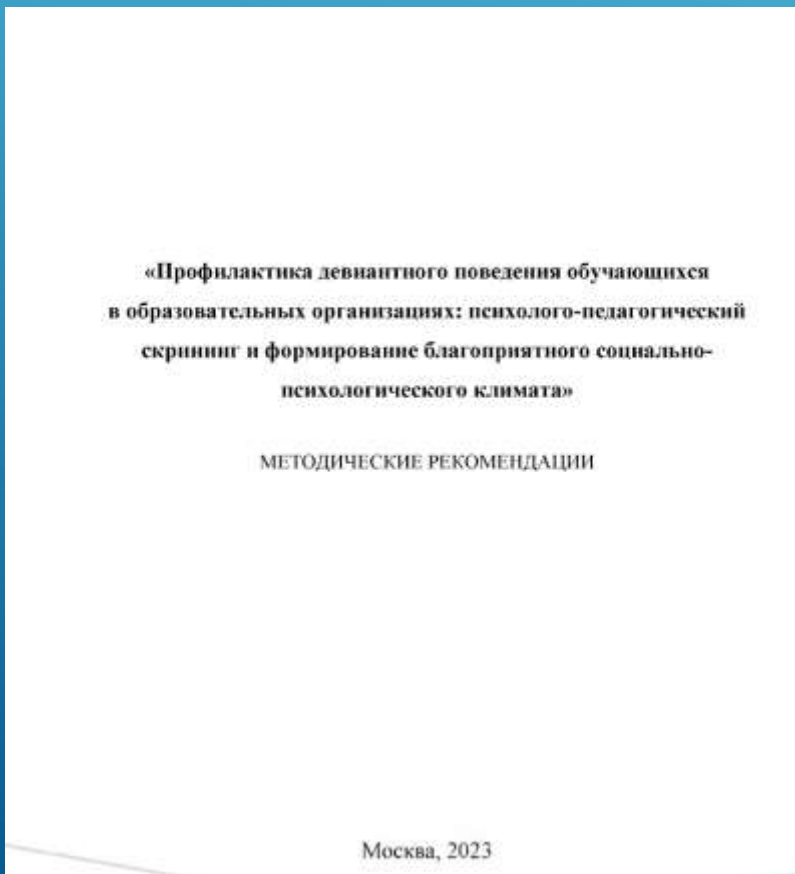 «Профилактика девиантного поведения обучающихся
в образовательных организациях: психолого-педагогический
скрининг и формирование благоприятного социально-
психологического климата»
МЕТОДИЧЕСКИЕ РЕКОМЕНДАЦИИ
Москва, 2023